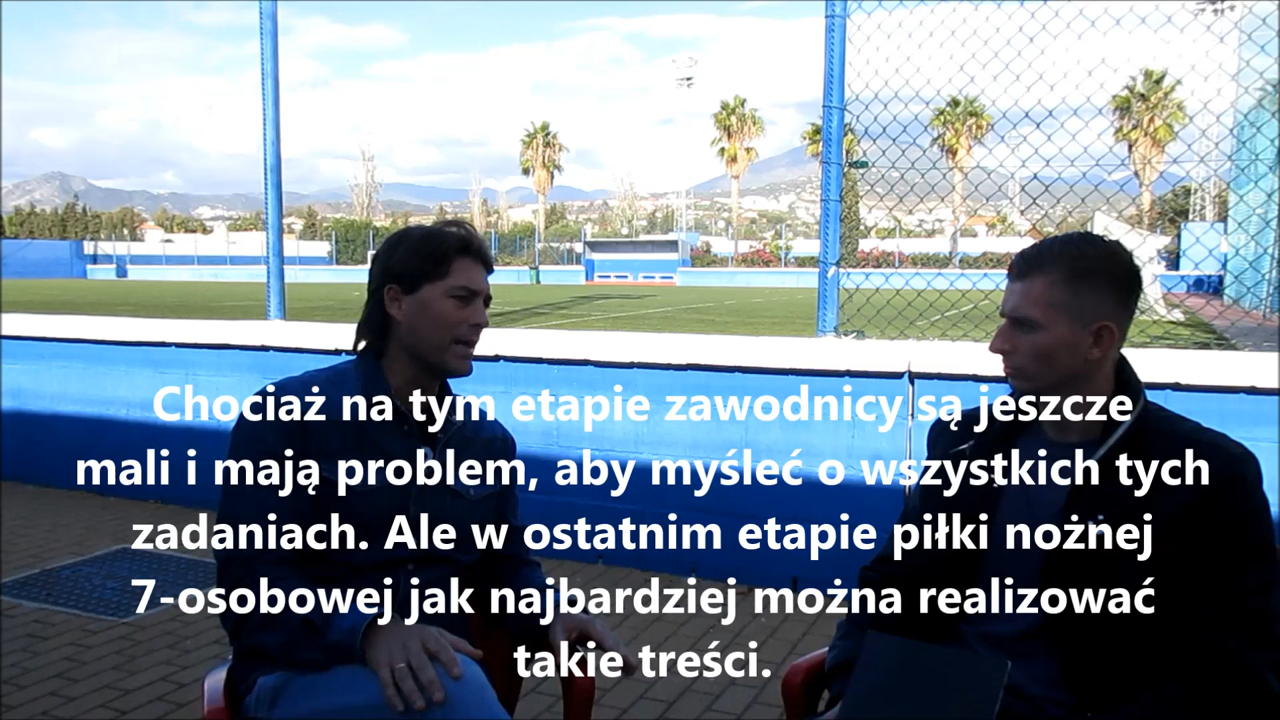 Chociaż na tym etapie zawodnicy są jeszcze
mali i mają problem, aby myśleć o wszystkich tych
zadaniach. Ale w ostatnim etapie piłki nożnej
7-osobowej jak najbardziej można realizować
takie treści.